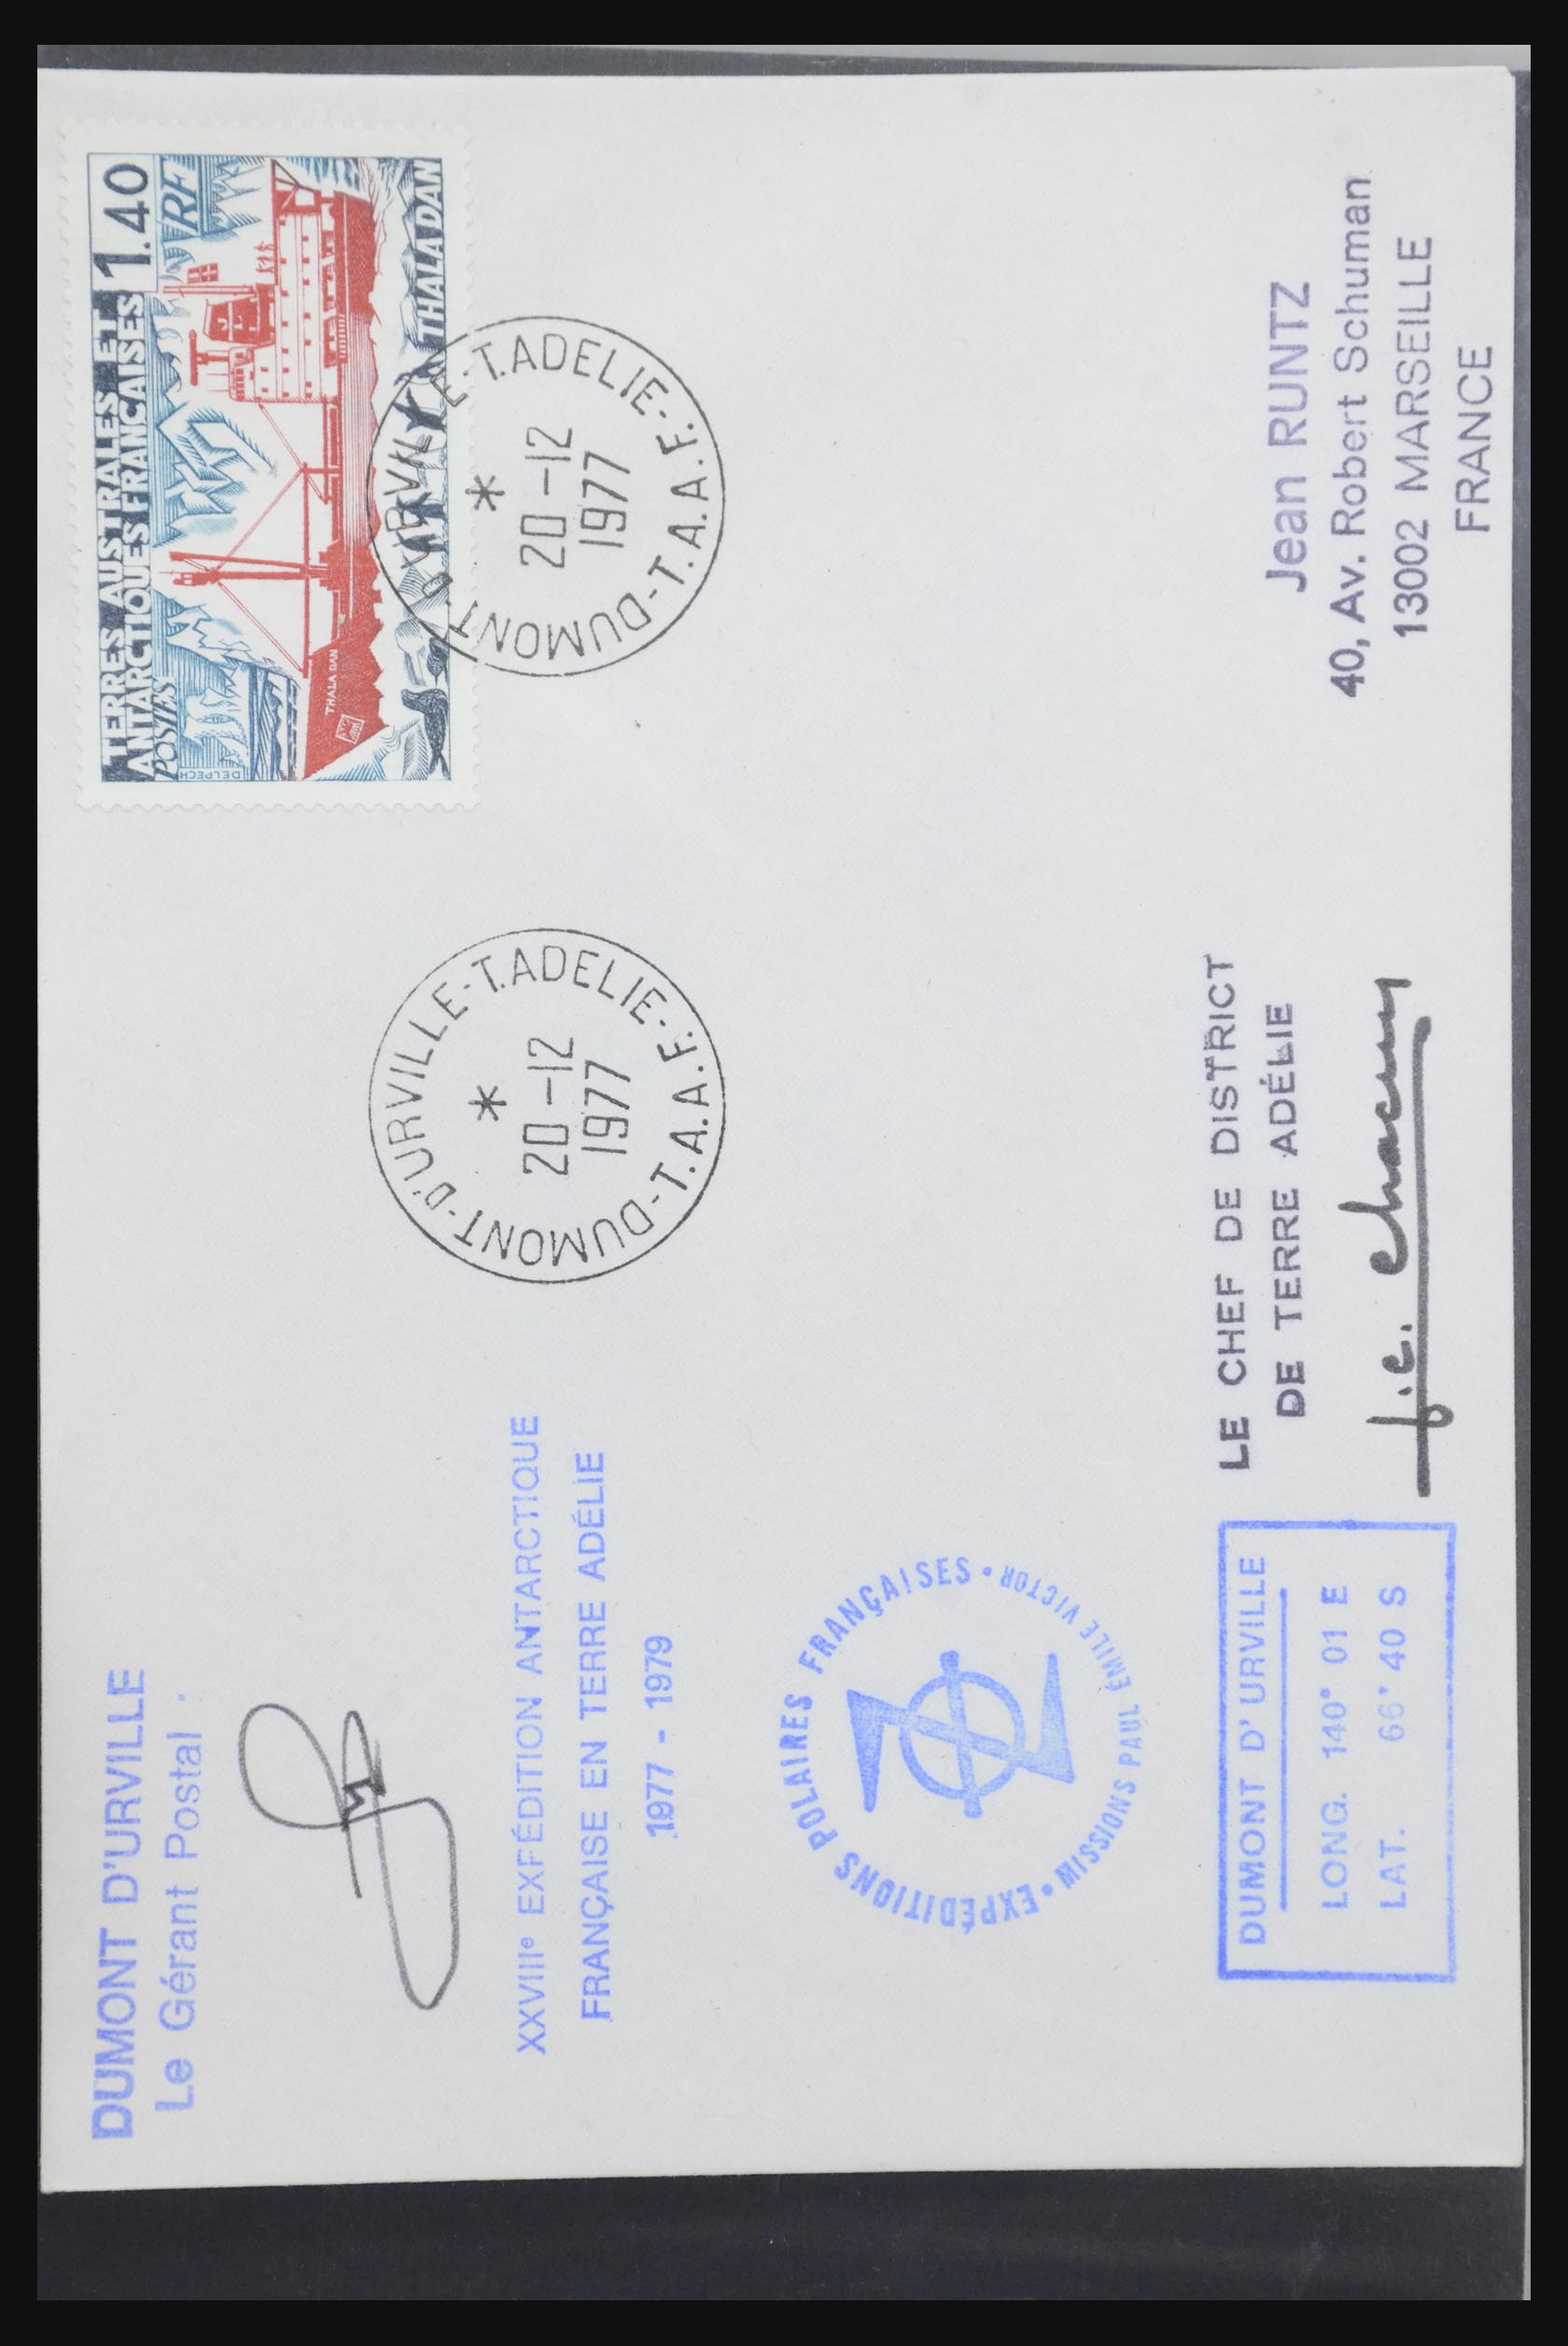 DUMONT D'URVILLE
Le Gérant Postal :
XXVIIIe EXPÉDITION ANTARCTIQUE
FRANÇAISE EN TERRE ADÉLIE
1977 - 1979
EXPÉDITIONS POLAIRES FRANÇAISES •
MISSIONS PAUL ÉMILE VICTOR •
DUMONT D'URVILLE
LONG. 140° 01 E
LAT. 66° 40 S
DUMONT-D'URVILLE-T.ADELIE-
-T.A.A.F.
*
20-12
1977
TERRES AUSTRALES ET
ANTARCTIQUES FRANCAISES
1.40
POSTES
RF
DELPECH
THALA DAN
THALA DAN
DUMONT-D'URVILLE-T.ADELIE-
-T.A.A.F.
*
20-12
1977
LE CHEF DE DISTRICT
DE TERRE ADÉLIE
Jean RUNTZ
40, Av. Robert Schuman
13002 MARSEILLE
FRANCE